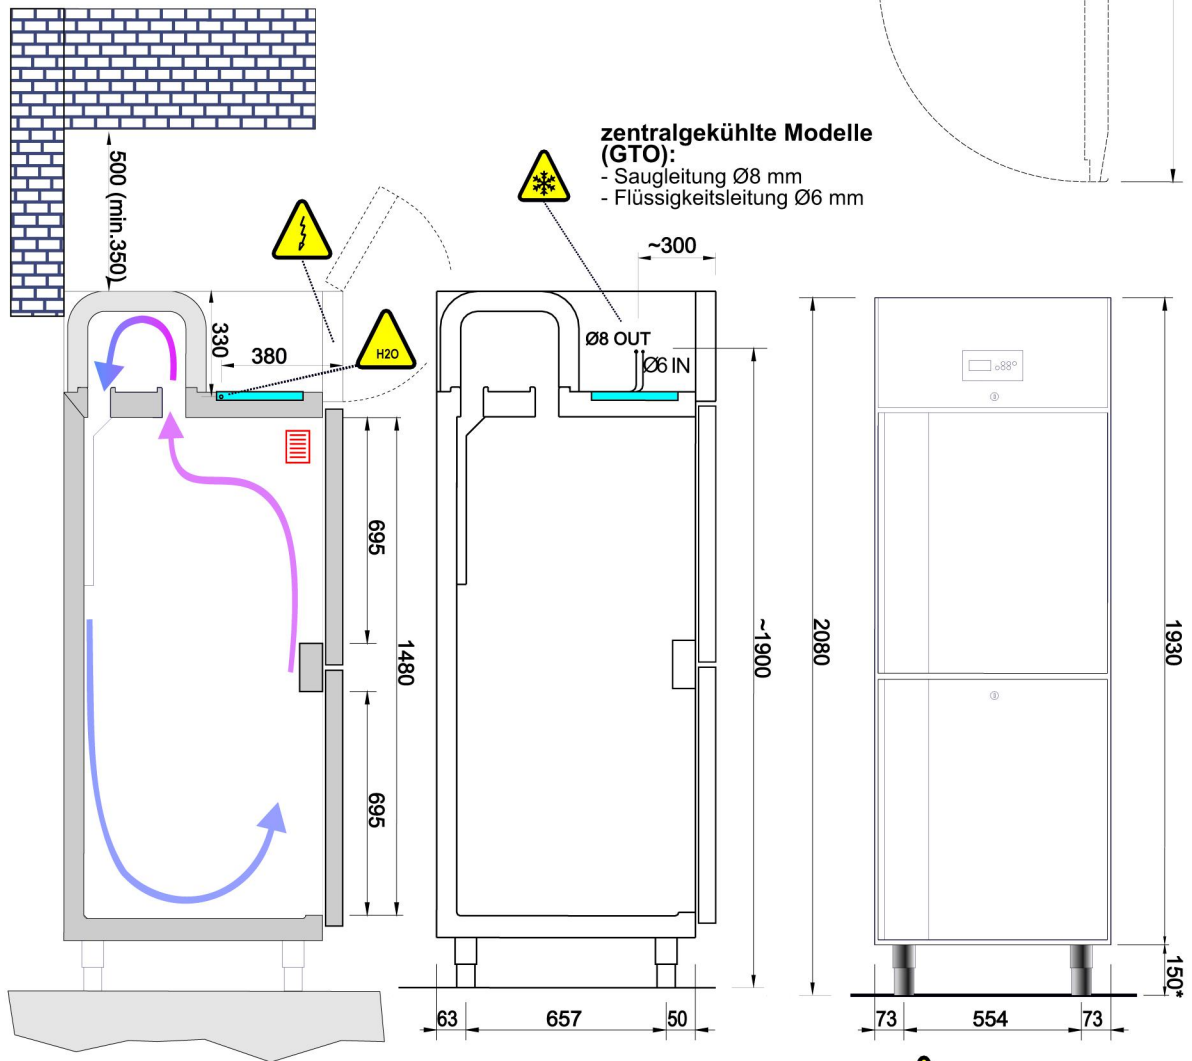 zentralgekühlte Modelle
(GTO):
- Saugleitung Ø8 mm
- Flüssigkeitsleitung Ø6 mm
500 (min.350)
~300
330
380
H2O
Ø8 OUT
Ø6 IN
695
1480
695
~1900
2080
1930
150*
63
657
50
73
554
73